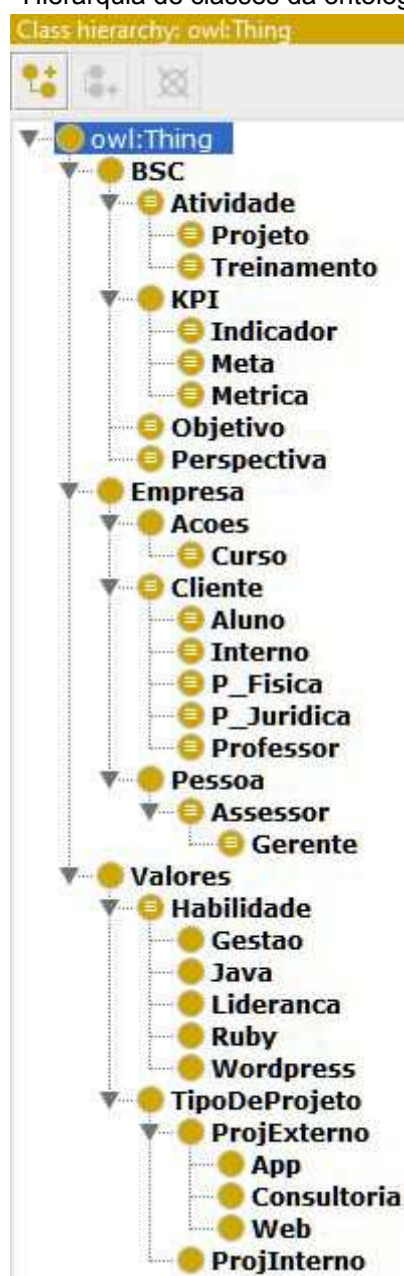 Hierarquia de classes da ontolog
Class hierarchy: owl:Thing
owl:Thing
BSC
Atividade
Projeto
Treinamento
KPI
Indicador
Meta
Metrica
Objetivo
Perspectiva
Empresa
Acoes
Curso
Cliente
Aluno
Interno
P_Fisica
P_Juridica
Professor
Pessoa
Assessor
Gerente
Valores
Habilidade
Gestao
Java
Lideranca
Ruby
Wordpress
TipoDeProjeto
ProjExterno
App
Consultoria
Web
ProjInterno